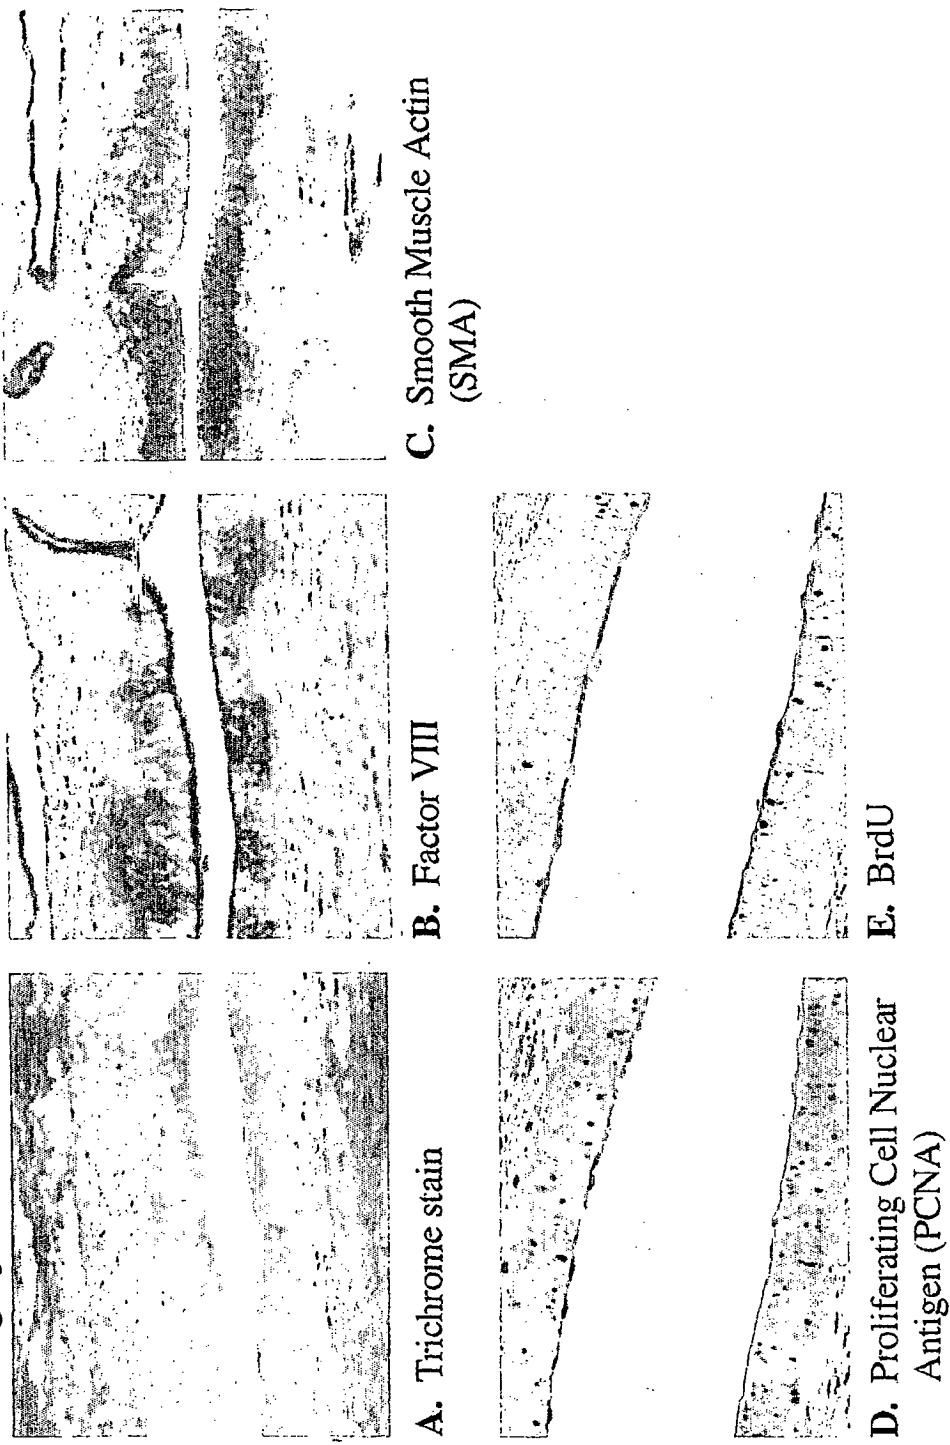 A. Trichrome stain
B. Factor VIII
C. Smooth Muscle Actin
(SMA)
D. Proliferating Cell Nuclear
Antigen (PCNA)
E. BrdU